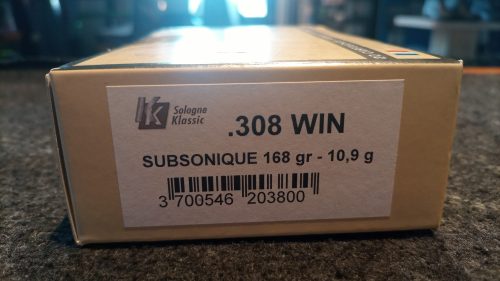 Sologne
Klassic
.308 WIN
SUBSONIQUE 168 gr - 10,9 g
3 700546 203800